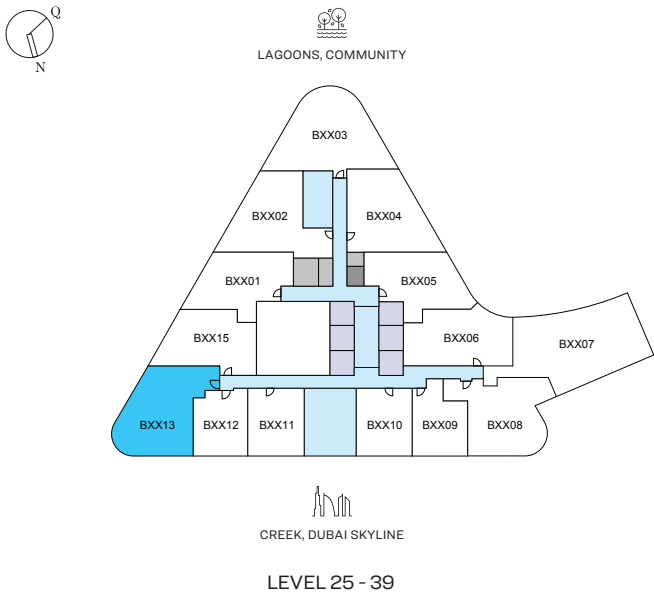 Q
N
LAGOONS, COMMUNITY
BXX03
BXX02
BXX04
BXX01
BXX05
BXX15
BXX06
BXX07
BXX13
BXX12
BXX11
BXX10
BXX09
BXX08
CREEK, DUBAI SKYLINE
LEVEL 25 - 39